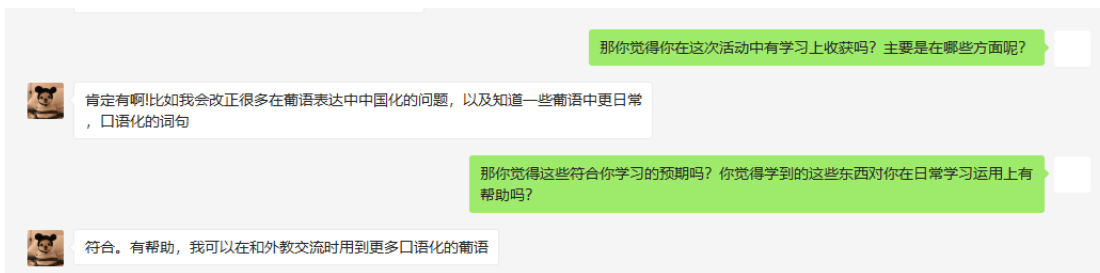 那你觉得你在这次活动中有学习上收获吗？主要是在哪些方面呢？
肯定有啊!比如我会改正很多在葡语表达中中国化的问题，以及知道一些葡语中更日常
，口语化的词句
那你觉得这些符合你学习的预期吗？你觉得学到的这些东西对你在日常学习运用上有
帮助吗？
符合。有帮助，我可以在和外教交流时用到更多口语化的葡语